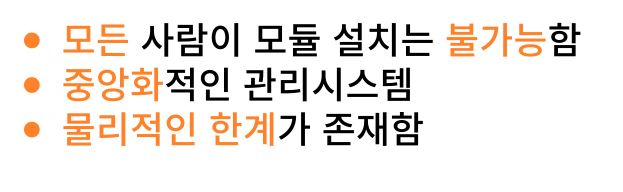 • 모든 사람이 모듈 설치는 불가능함
• 중앙화적인 관리시스템
• 물리적인 한계가 존재함